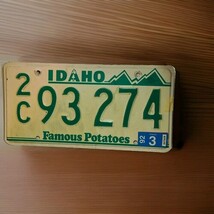 IDAHO
2C 93 274
Famous Potatoes
92 3